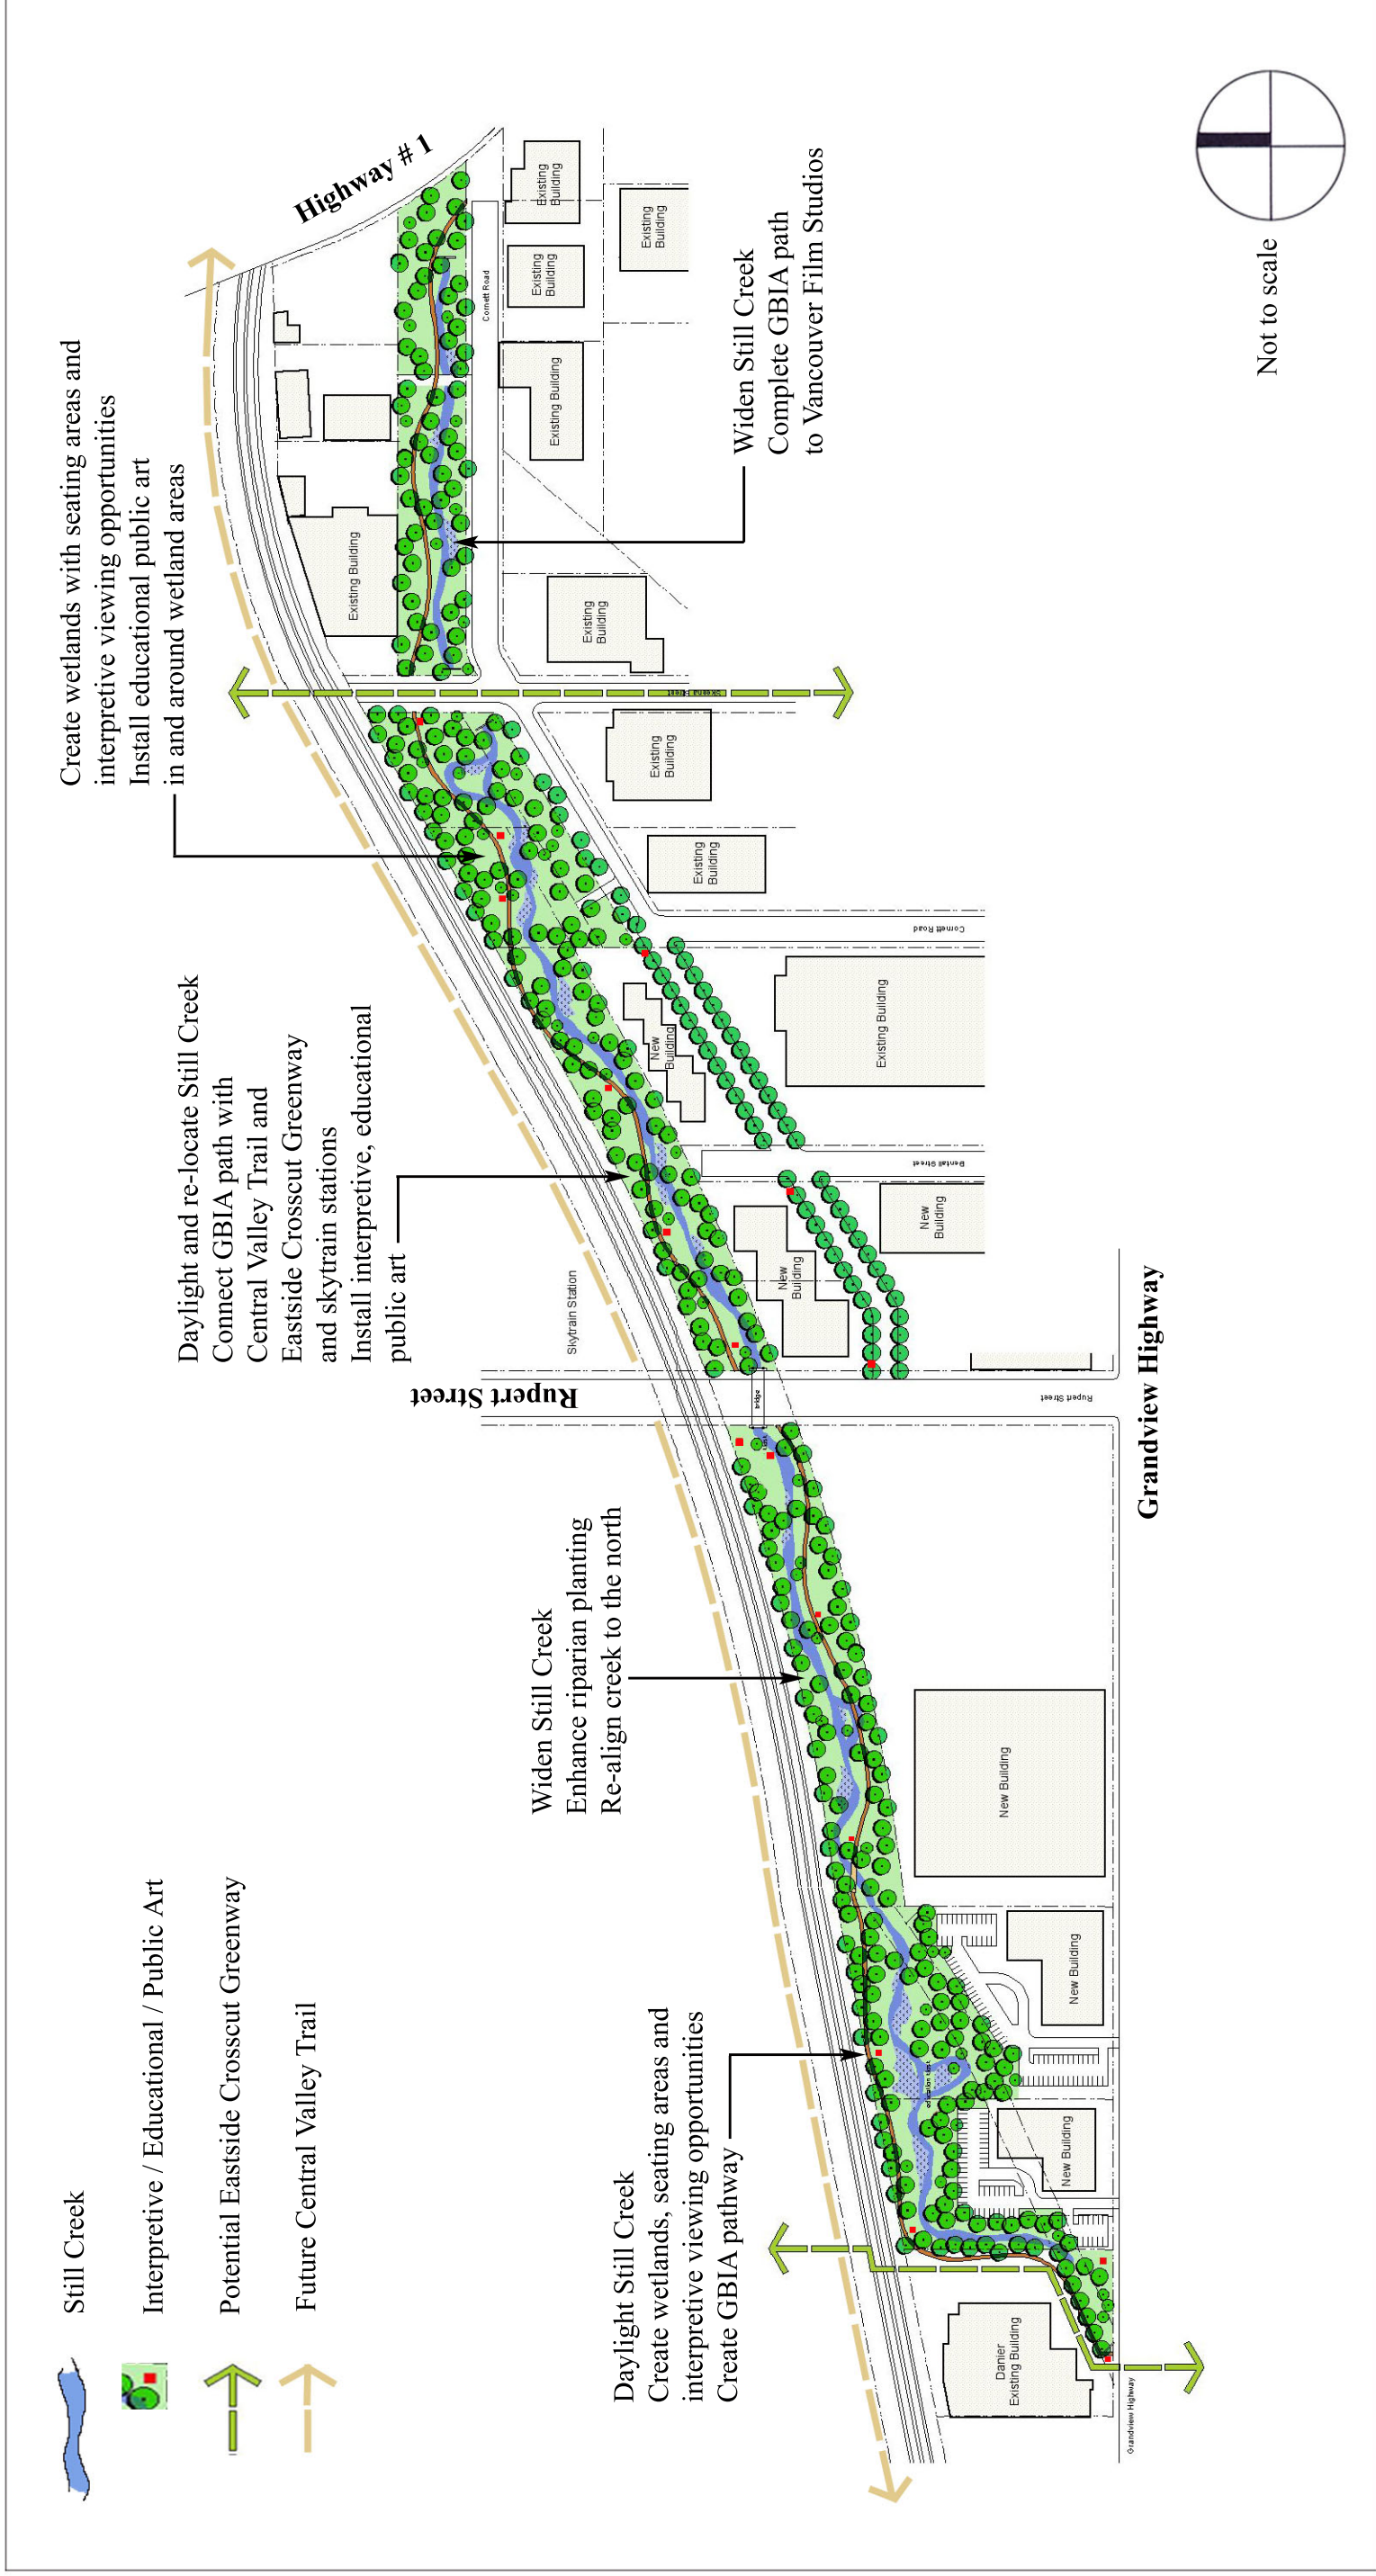 Still Creek
Interpretive / Educational / Public Art
Potential Eastside Crosscut Greenway
Future Central Valley Trail
Create wetlands with seating areas and
interpretive viewing opportunities
Install educational public art
in and around wetland areas
Highway # 1
Daylight and re-locate Still Creek
Connect GBIA path with
Central Valley Trail and
Eastside Crosscut Greenway
and skytrain stations
Install interpretive, educational
public art
Widen Still Creek
Enhance riparian planting
Re-align creek to the north
Daylight Still Creek
Create wetlands, seating areas and
interpretive viewing opportunities
Create GBIA pathway
Widen Still Creek
Complete GBIA path
to Vancouver Film Studios
Skytrain Station
Rupert Street
Rupert Street
bridge
Existing Building
Cornett Road
Existing
Building
Existing
Building
Existing
Building
Existing Building
Existing
Building
Skeena Street
Existing
Building
Existing
Building
Cornett Road
Existing Building
New
Building
Bentall Street
New
Building
New
Building
New Building
New Building
New Building
Danier
Existing Building
Grandview Highway
Grandview Highway
Not to scale